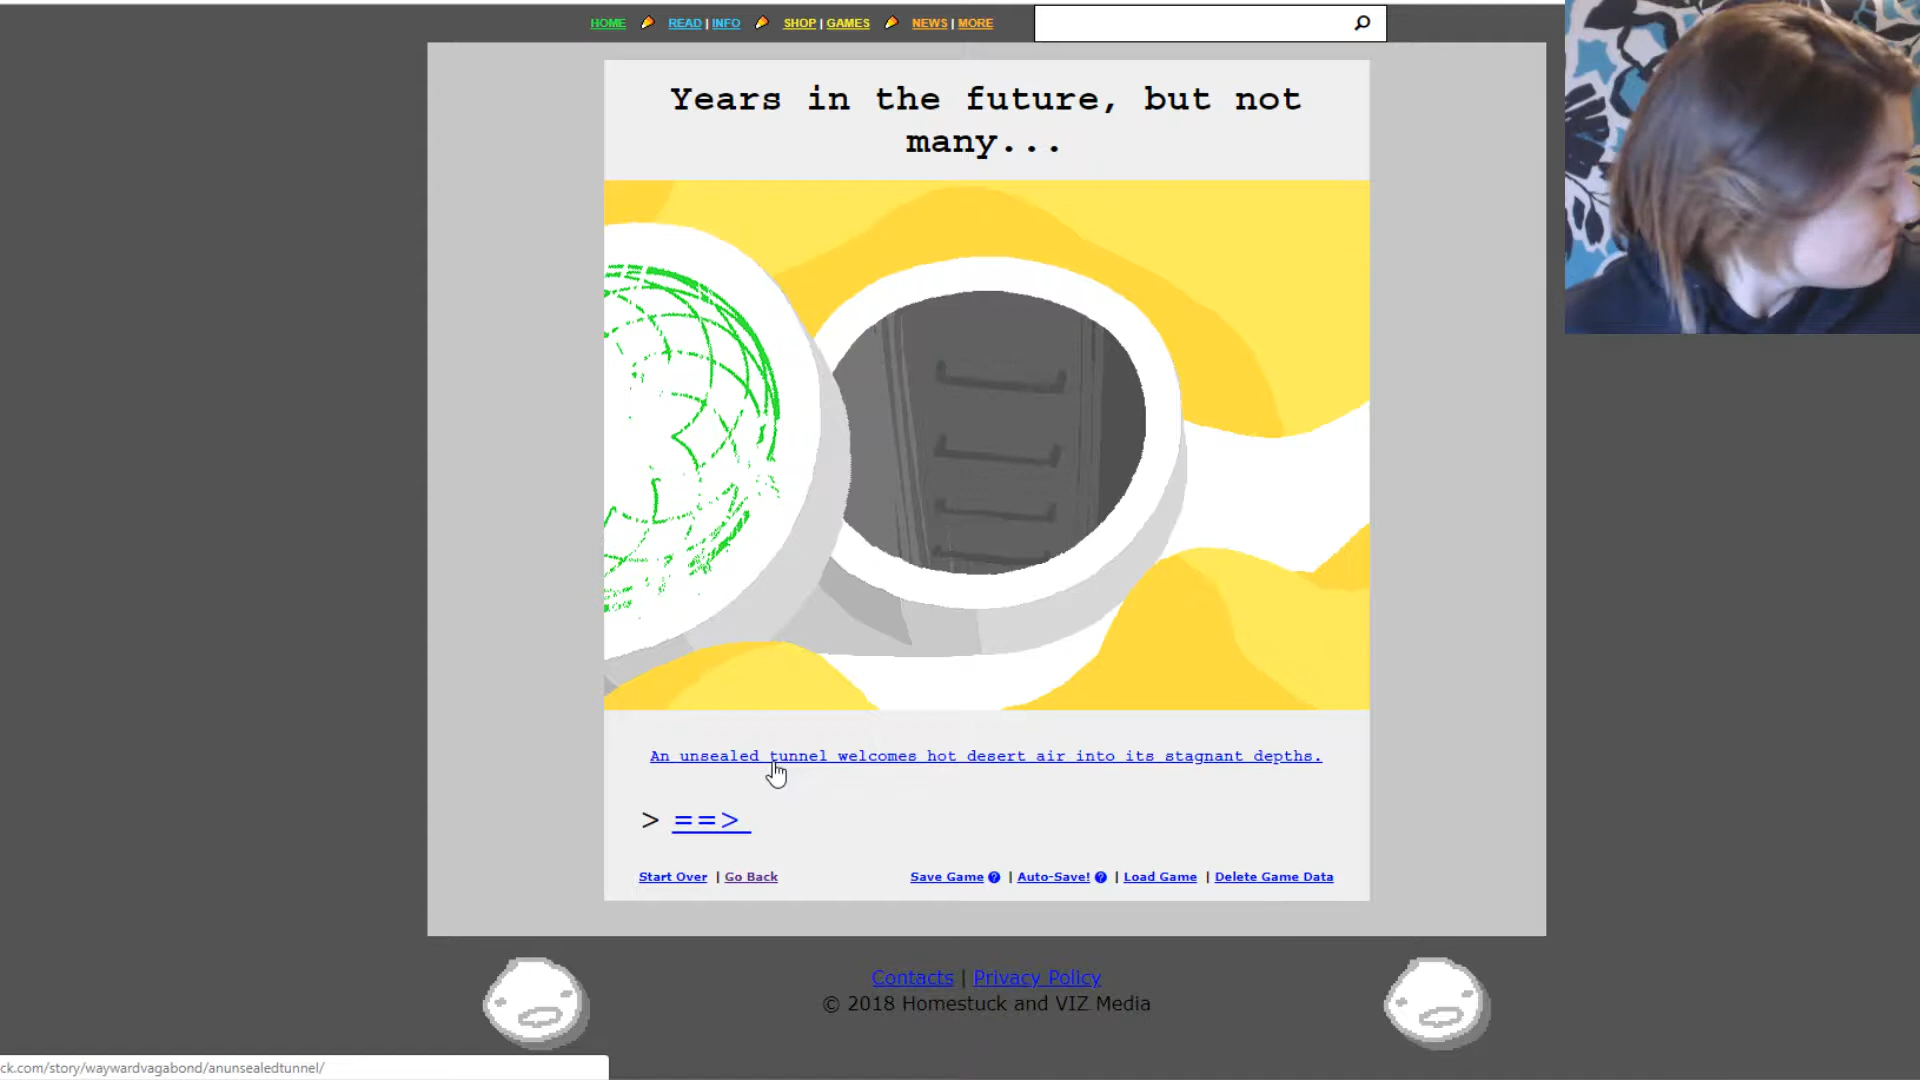 HOME READ | INFO SHOP | GAMES NEWS | MORE
Years in the future, but not
many...
An unsealed tunnel welcomes hot desert air into its stagnant depths.
> ==>
Start Over | Go Back Save Game ? | Auto-Save! ? | Load Game | Delete Game Data
Contacts | Privacy Policy
© 2018 Homestuck and VIZ Media
ck.com/story/waywardvagabond/anunsealedtunnel/